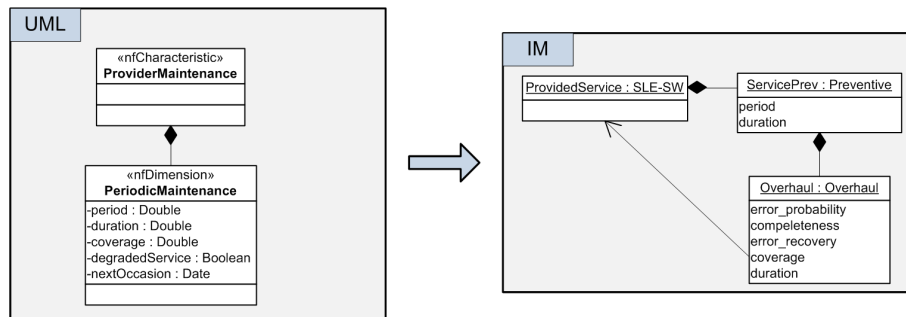 UML
«nfCharacteristic»
ProviderMaintenance
«nfDimension»
PeriodicMaintenance
-period : Double
-duration : Double
-coverage : Double
-degradedService : Boolean
-nextOccasion : Date
IM
ProvidedService : SLE-SW
ServicePrev : Preventive
period
duration
Overhaul : Overhaul
error_probability
compeleteness
error_recovery
coverage
duration